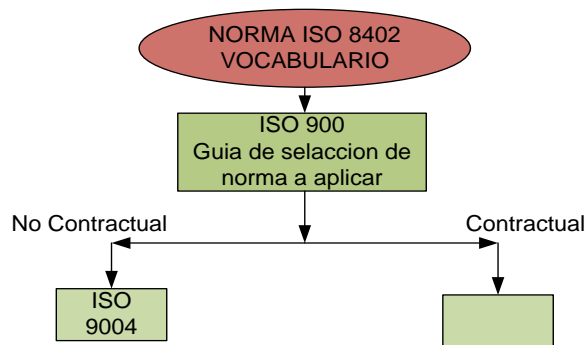 NORMA ISO 8402
VOCABULARIO
ISO 900
Guia de selaccion de
norma a aplicar
No Contractual
Contractual
ISO
9004